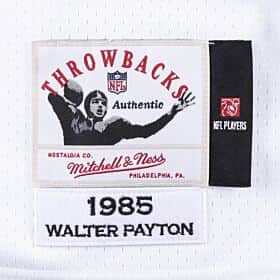 THROWBACKS
NFL
Authentic
NOSTALGIA CO.
Mitchell & Ness
PHILADELPHIA, PA.
NFL PLAYERS
1985
WALTER PAYTON